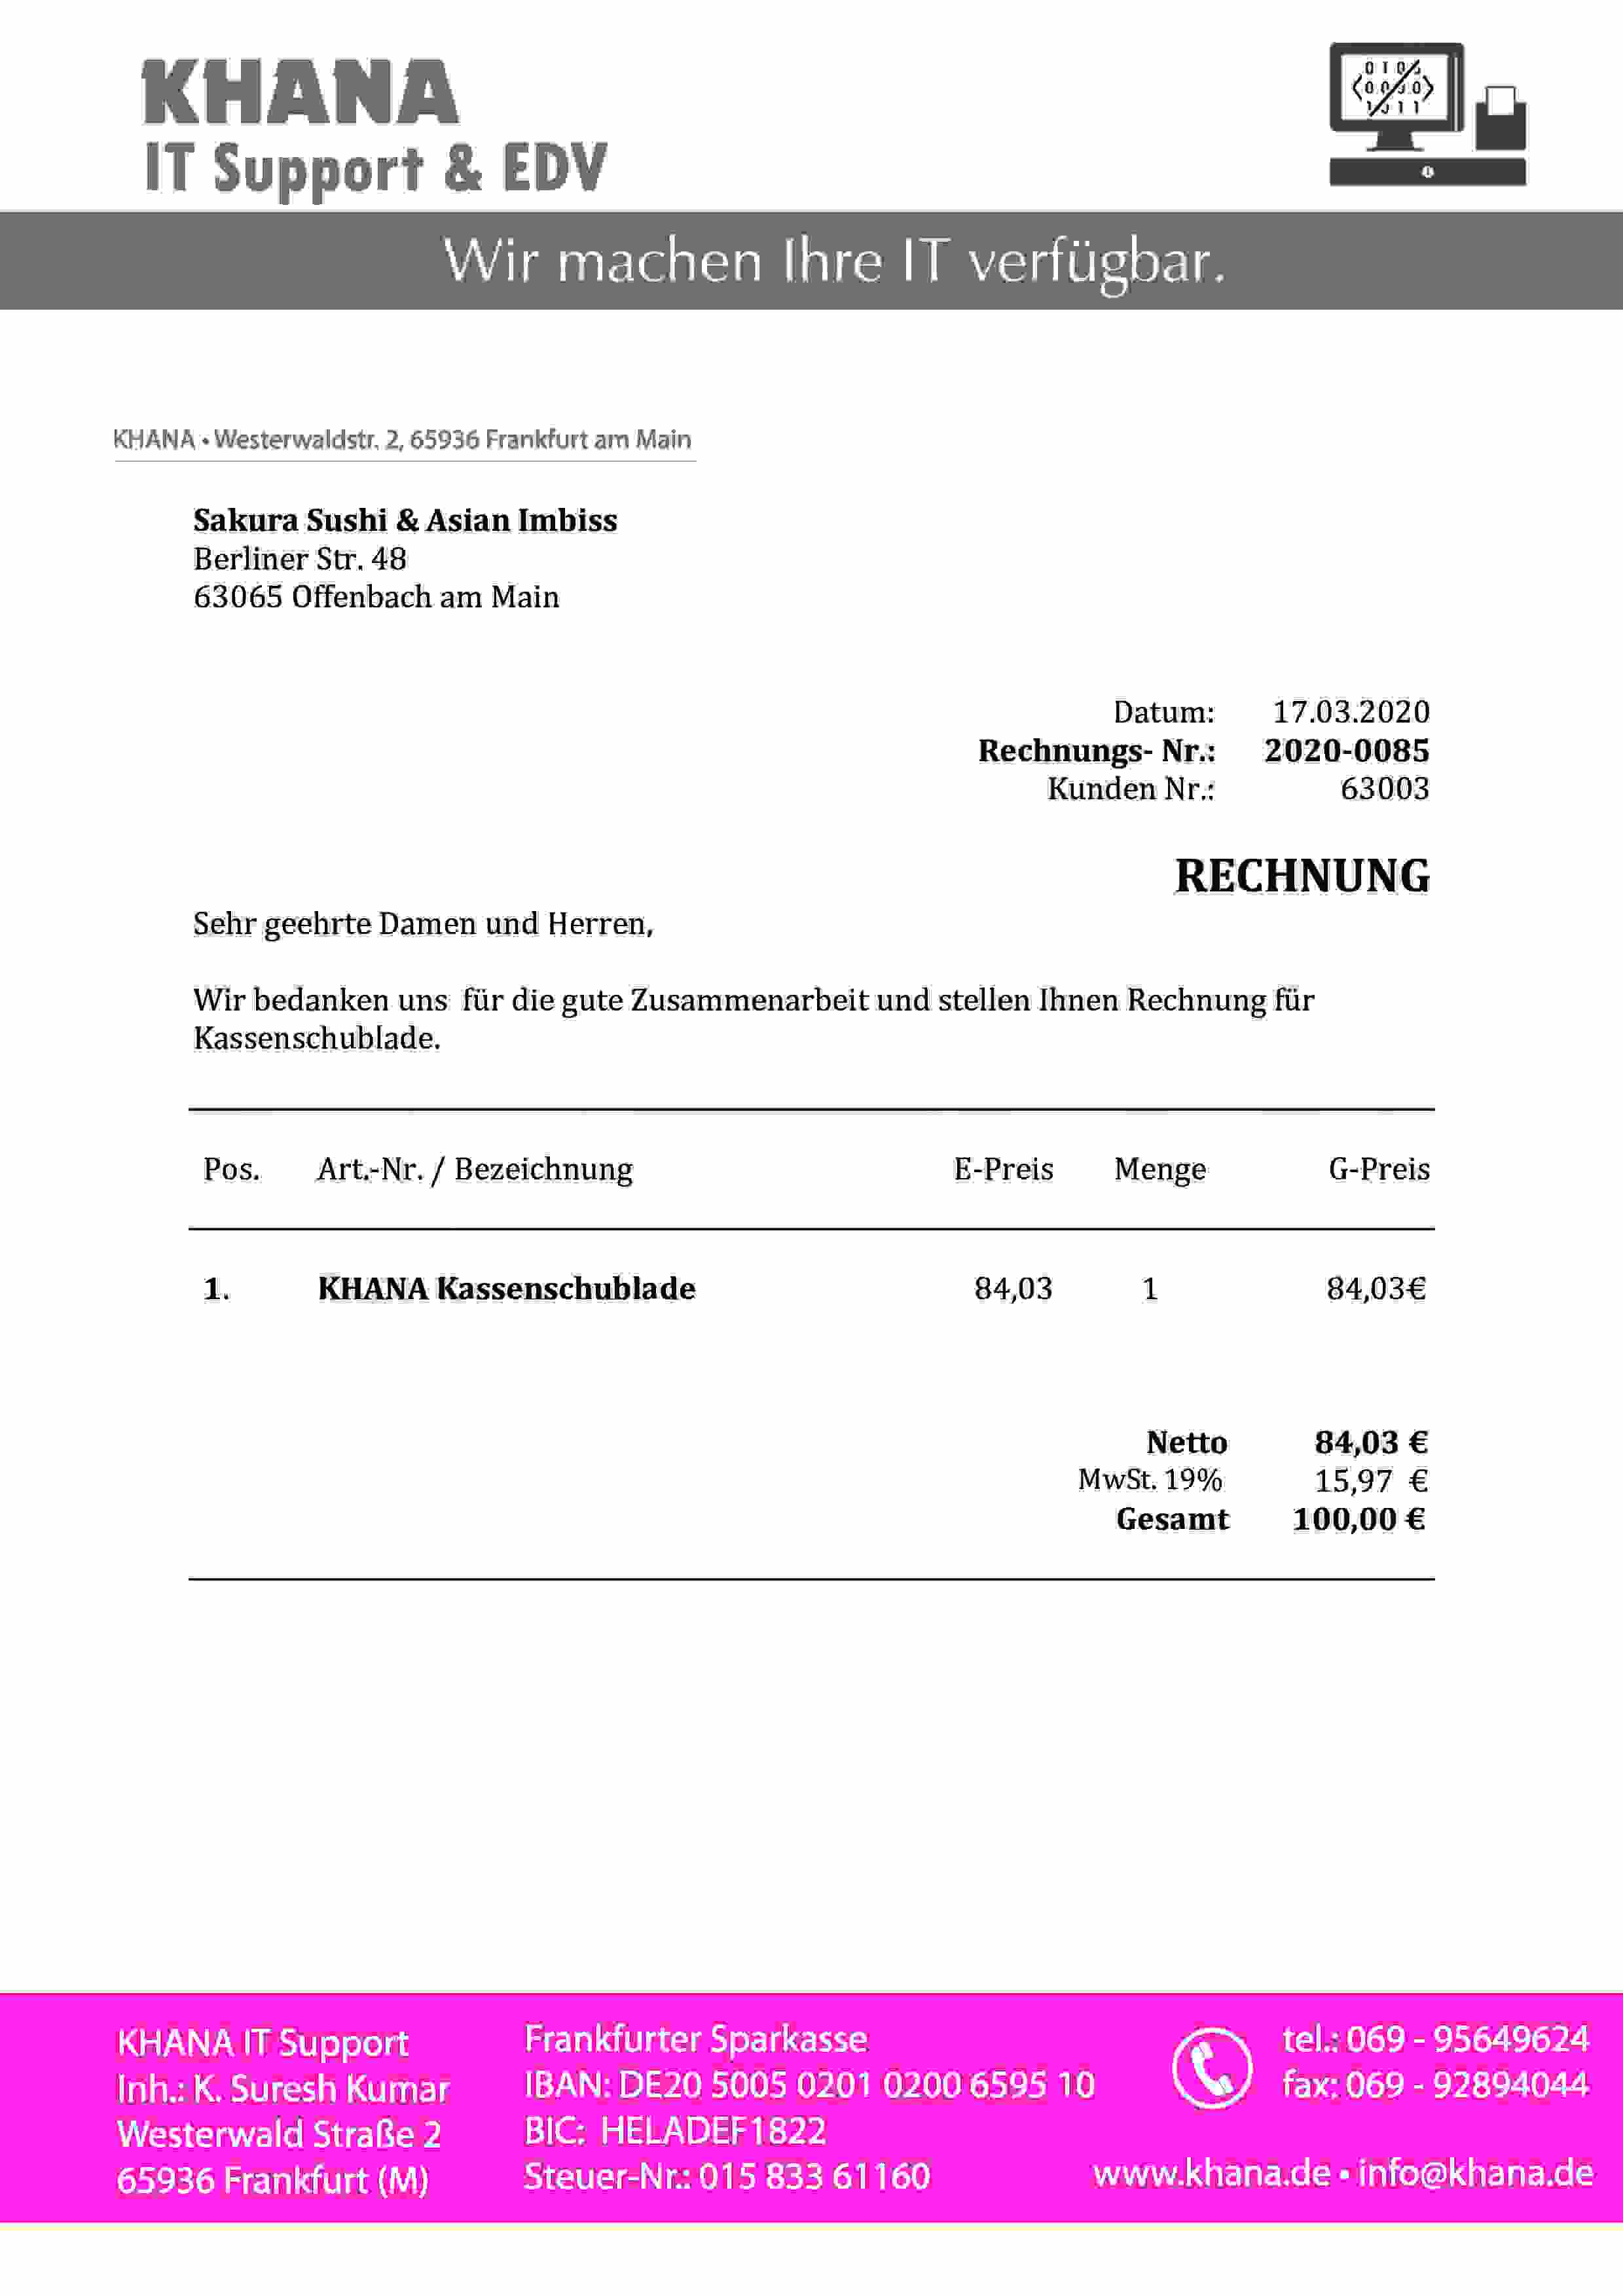 KHANA
IT Support & EDV
Wir machen Ihre IT verfügbar.
KHANA • Westerwaldstr. 2, 65936 Frankfurt am Main
Sakura Sushi & Asian Imbiss
Berliner Str. 48
63065 Offenbach am Main
Datum: 17.03.2020
Rechnungs- Nr.: 2020-0085
Kunden Nr.: 63003
RECHNUNG
Sehr geehrte Damen und Herren,
Wir bedanken uns für die gute Zusammenarbeit und stellen Ihnen Rechnung für
Kassenschublade.
Pos. Art.-Nr. / Bezeichnung E-Preis Menge G-Preis
1. KHANA Kassenschublade 84,03 1 84,03€
Netto 84,03 €
MwSt. 19% 15,97 €
Gesamt 100,00 €
KHANA IT Support
Inh.: K. Suresh Kumar
Westerwald Straße 2
65936 Frankfurt (M)
Frankfurter Sparkasse
IBAN: DE20 5005 0201 0200 6595 10
BIC: HELADEF1822
Steuer-Nr.: 015 833 61160
tel.: 069 - 95649624
fax: 069 - 92894044
www.khana.de • info@khana.de